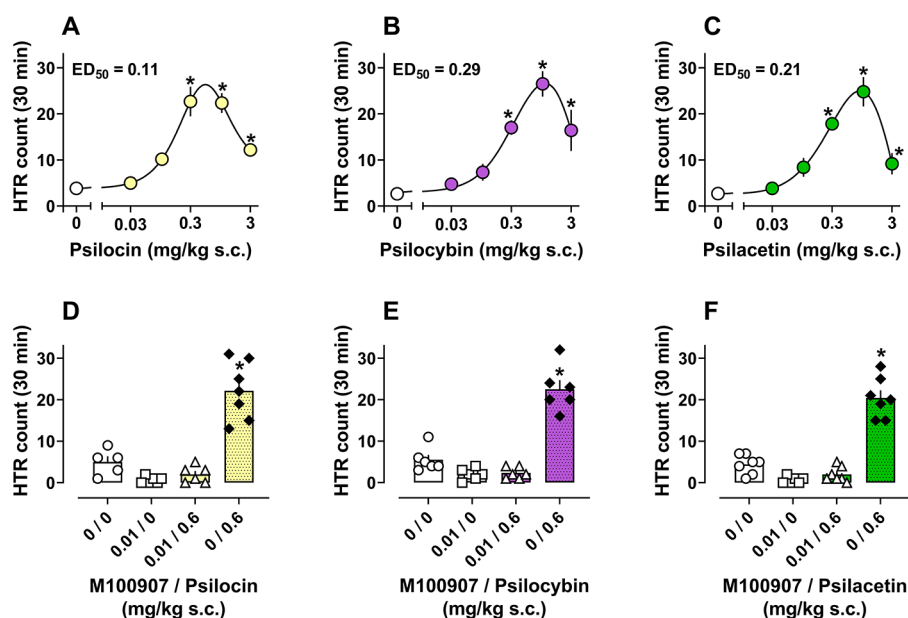 A
HTR count (30 min)
30
20
10
0
ED50 = 0.11
*
*
*
0
0.03
0.3
3
Psilocin (mg/kg s.c.)
B
HTR count (30 min)
30
20
10
0
ED50 = 0.29
*
*
*
0
0.03
0.3
3
Psilocybin (mg/kg s.c.)
C
HTR count (30 min)
30
20
10
0
ED50 = 0.21
*
*
*
0
0.03
0.3
3
Psilacetin (mg/kg s.c.)
D
HTR count (30 min)
30
20
10
0
*
0 / 0
0.01 / 0
0.01 / 0.6
0 / 0.6
M100907 / Psilocin
(mg/kg s.c.)
E
HTR count (30 min)
30
20
10
0
*
0 / 0
0.01 / 0
0.01 / 0.6
0 / 0.6
M100907 / Psilocybin
(mg/kg s.c.)
F
HTR count (30 min)
30
20
10
0
*
0 / 0
0.01 / 0
0.01 / 0.6
0 / 0.6
M100907 / Psilacetin
(mg/kg s.c.)